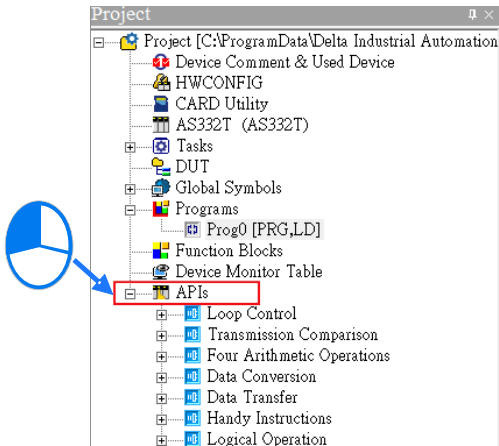 Project
Project [C:\ProgramData\Delta Industrial Automation
Device Comment & Used Device
HWCONFIG
CARD Utility
AS332T (AS332T)
Tasks
DUT
Global Symbols
Programs
Prog0 [PRG,LD]
Function Blocks
Device Monitor Table
APIs
Loop Control
Transmission Comparison
Four Arithmetic Operations
Data Conversion
Data Transfer
Handy Instructions
Logical Operation